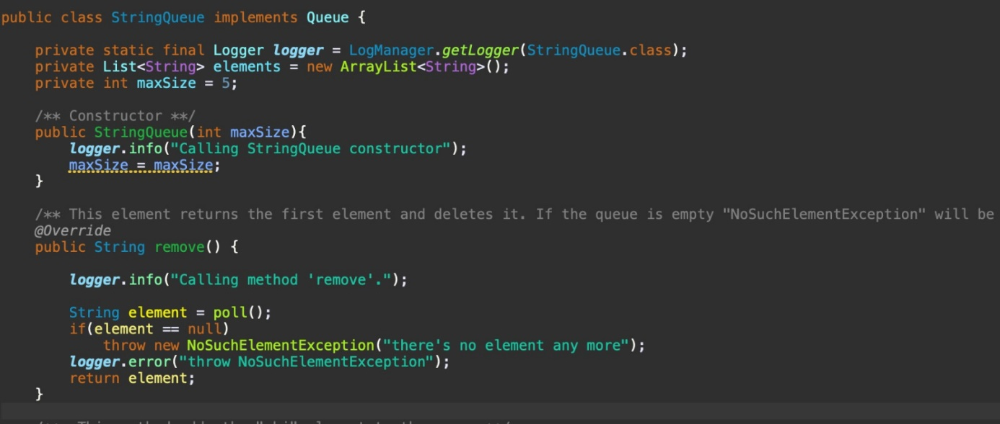 public class StringQueue implements Queue {
private static final Logger logger = LogManager.getLogger(StringQueue.class);
private List<String> elements = new ArrayList<String>();
private int maxSize = 5;
/** Constructor **/
public StringQueue(int maxSize){
logger.info("Calling StringQueue constructor");
maxSize = maxSize;
}
/** This element returns the first element and deletes it. If the queue is empty "NoSuchElementException" will be
@Override
public String remove() {
logger.info("Calling method 'remove'.");
String element = poll();
if(element == null)
throw new NoSuchElementException("there's no element any more");
logger.error("throw NoSuchElementException");
return element;
}